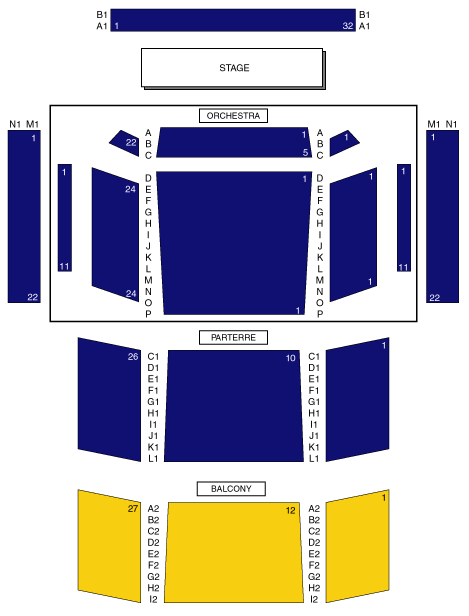 B1 B1
A1 1 32 A1
STAGE
ORCHESTRA
N1 M1 M1 N1
A 1 A
1 22 B B 1 1
C 5 C
1 D 1 D 1 1
24 E E
F F
G G
H H
I I
J J
K K
11 L L 11
M M
24 N N 1
22 O O 22
P 1 P
PARTERRE
26 C1 10 C1 1
D1 D1
E1 E1
F1 F1
G1 G1
H1 H1
I1 I1
J1 J1
K1 K1
L1 L1
BALCONY
27 A2 12 A2 1
B2 B2
C2 C2
D2 D2
E2 E2
F2 F2
G2 G2
H2 H2
I2 I2